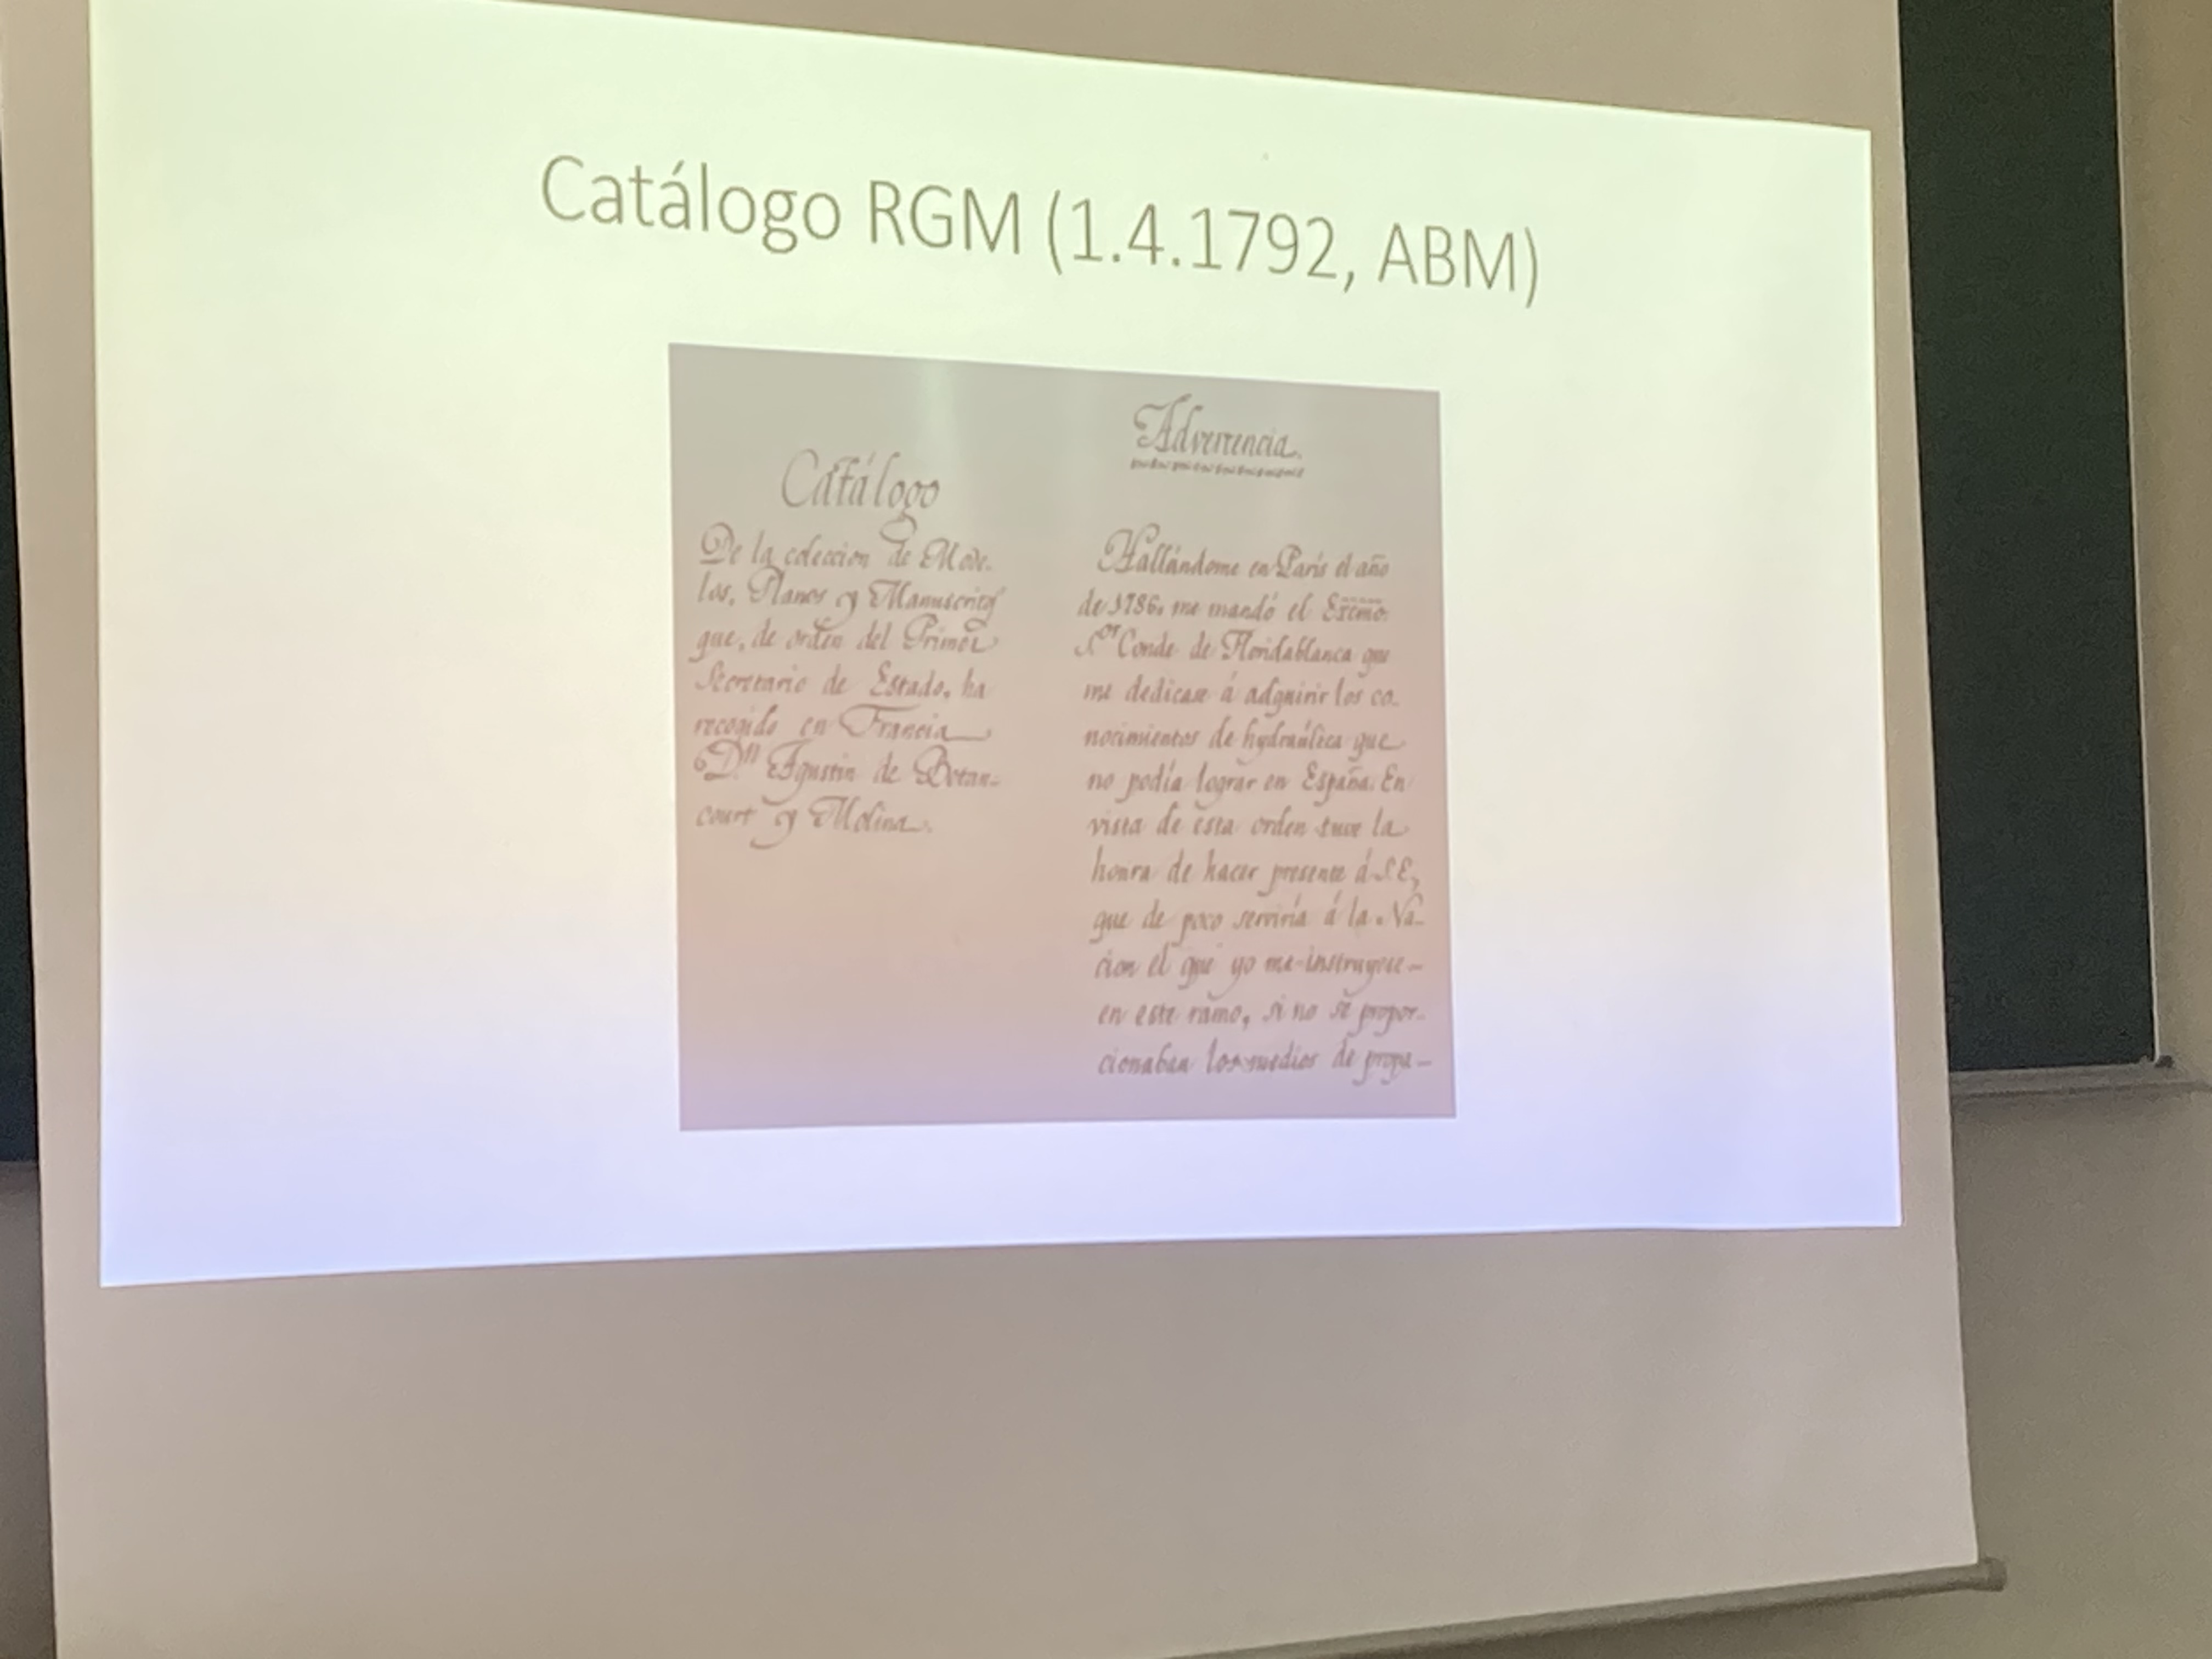 Catálogo RGM (1.4.1792, ABM)
Catálogo
De la coleccion de Mode-
los, Planos y Manuscritos
que, de orden del Primer
Secretario de Estado, ha
recogido en Francia
Dⁿ Agustin de Betan-
court y Molina.
Advertencia.
Hallándome en París el año
de 1786. me mandó el Excmo.
Sᵒʳ Conde de Floridablanca que
me dedicase á adquirir los co-
nocimientos de hydraúlica que
no podía lograr en España. En
vista de esta orden tuve la
honra de hacer presente á S.E,
que de poco serviría á la Na-
cion el que yo me instruyese
en este ramo, si no se propor-
cionaban los medios de propa-